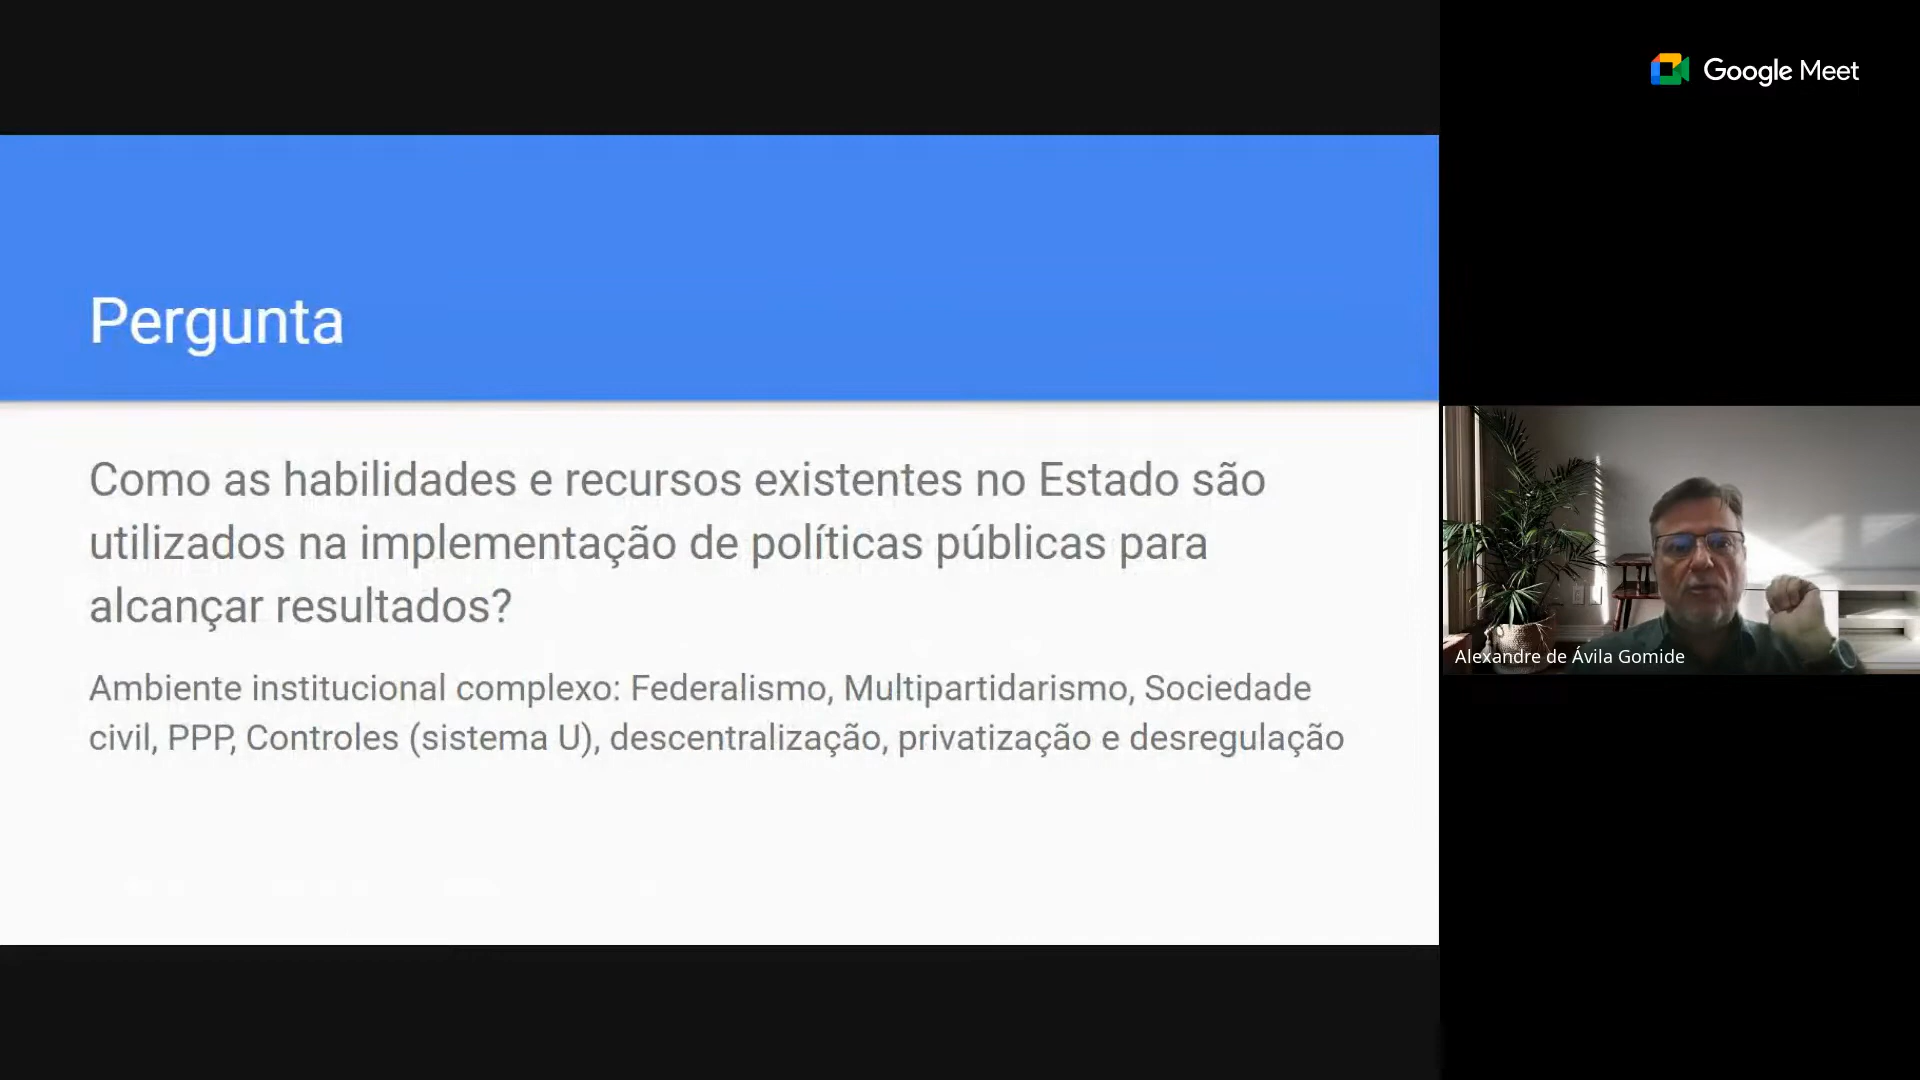 Google Meet
Pergunta
Como as habilidades e recursos existentes no Estado são
utilizados na implementação de políticas públicas para
alcançar resultados?
Ambiente institucional complexo: Federalismo, Multipartidarismo, Sociedade
civil, PPP, Controles (sistema U), descentralização, privatização e desregulação
Alexandre de Ávila Gomide